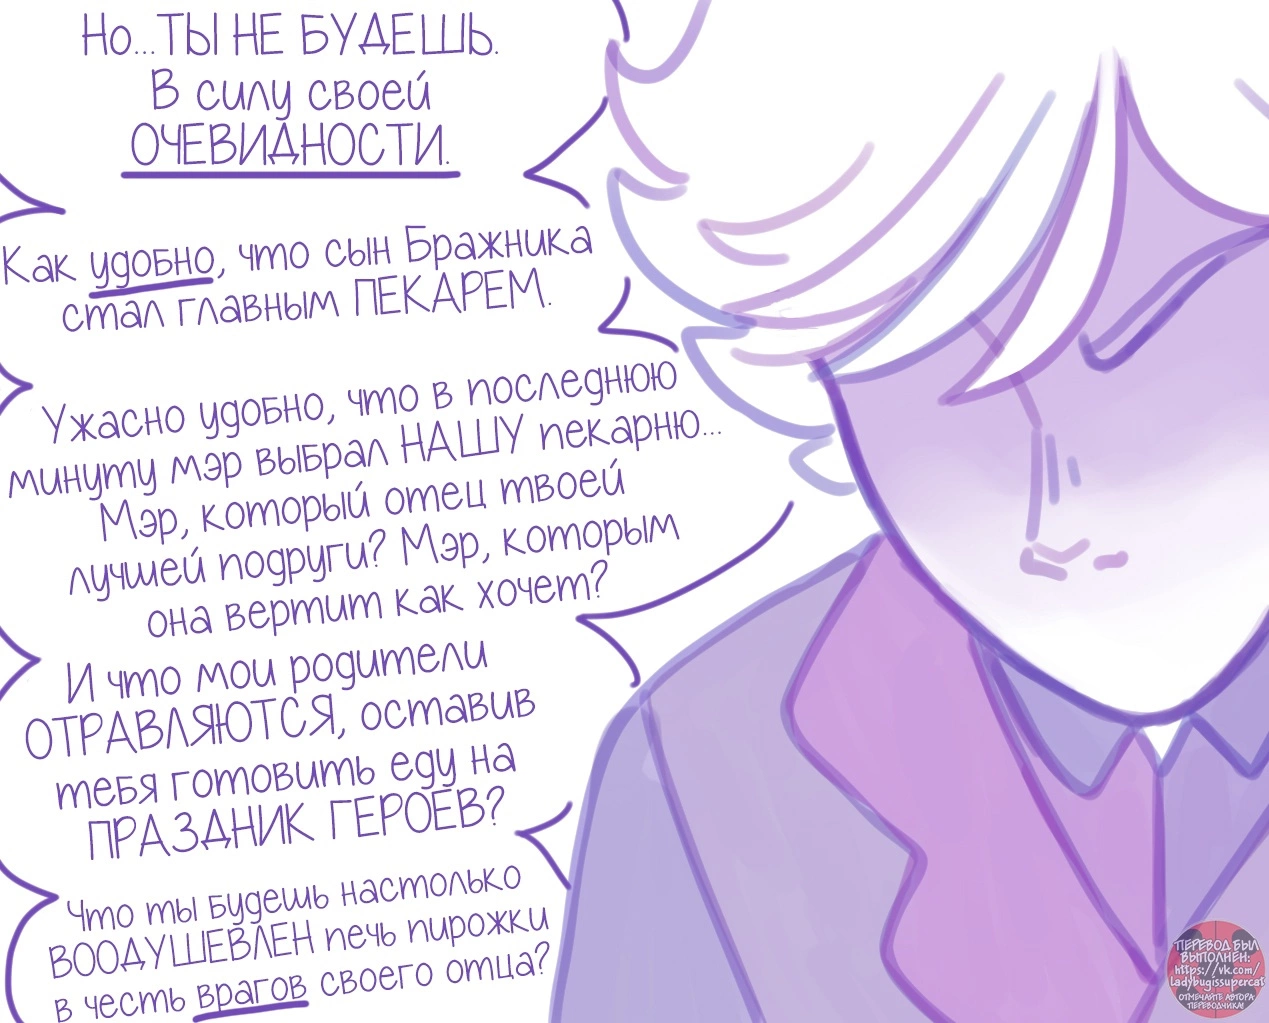 Но...ТЫ НЕ БУДЕШЬ.
В силу своей
ОЧЕВИДНОСТИ.
Как удобно, что сын Бражника
стал главным ПЕКАРЕМ.
Ужасно удобно, что в последнюю
минуту мэр выбрал НАШУ пекарню...
Мэр, который отец твоей
лучшей подруги? Мэр, которым
она вертит как хочет?
И что мои родители
ОТРАВЛЯЮТСЯ, оставив
тебя готовить еду на
ПРАЗДНИК ГЕРОЕВ?
Что ты будешь настолько
ВООДУШЕВЛЕН печь пирожки
в честь врагов своего отца?
ПЕРЕВОД БЫЛ
ВЫПОЛНЕН:
https://vk.com/
ladybugissupercat
ОТМЕЧАЙТЕ АВТОРА
ПЕРЕВОДЧИКА!